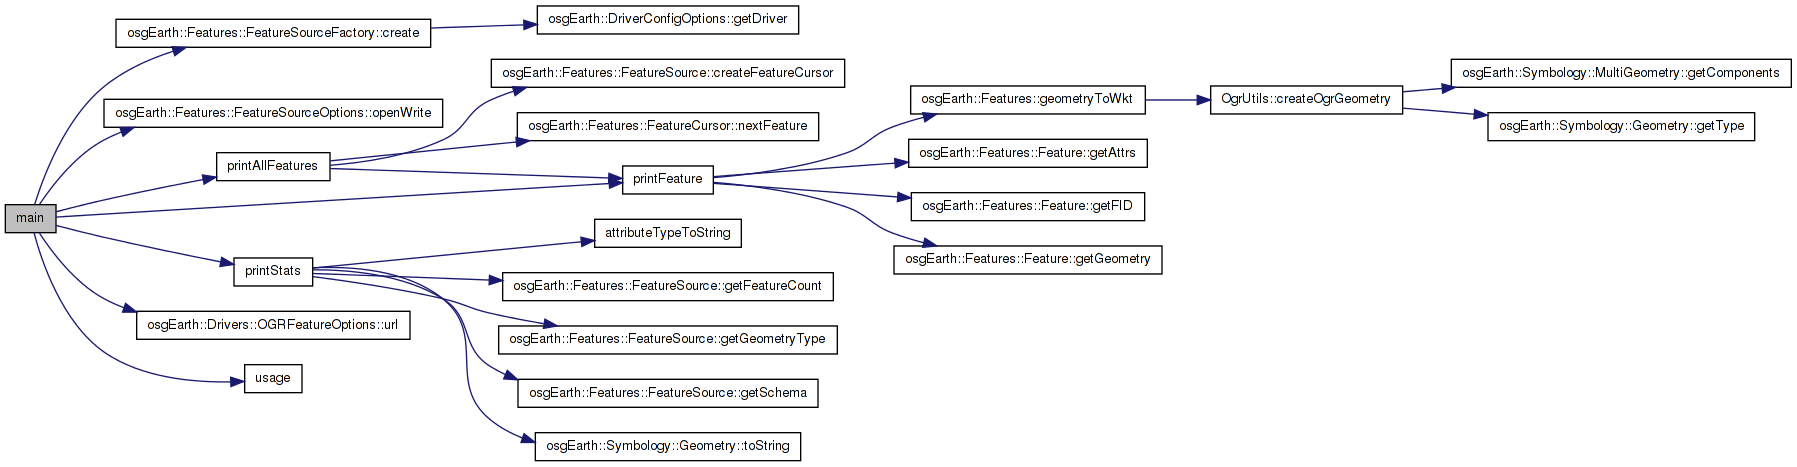 main
osgEarth::Features::FeatureSourceFactory::create
osgEarth::DriverConfigOptions::getDriver
osgEarth::Features::FeatureSourceOptions::openWrite
printAllFeatures
osgEarth::Features::FeatureSource::createFeatureCursor
osgEarth::Features::FeatureCursor::nextFeature
printFeature
osgEarth::Features::geometryToWkt
OgrUtils::createOgrGeometry
osgEarth::Symbology::MultiGeometry::getComponents
osgEarth::Symbology::Geometry::getType
osgEarth::Features::Feature::getAttrs
osgEarth::Features::Feature::getFID
osgEarth::Features::Feature::getGeometry
printStats
attributeTypeToString
osgEarth::Features::FeatureSource::getFeatureCount
osgEarth::Features::FeatureSource::getGeometryType
osgEarth::Features::FeatureSource::getSchema
osgEarth::Symbology::Geometry::toString
osgEarth::Drivers::OGRFeatureOptions::url
usage